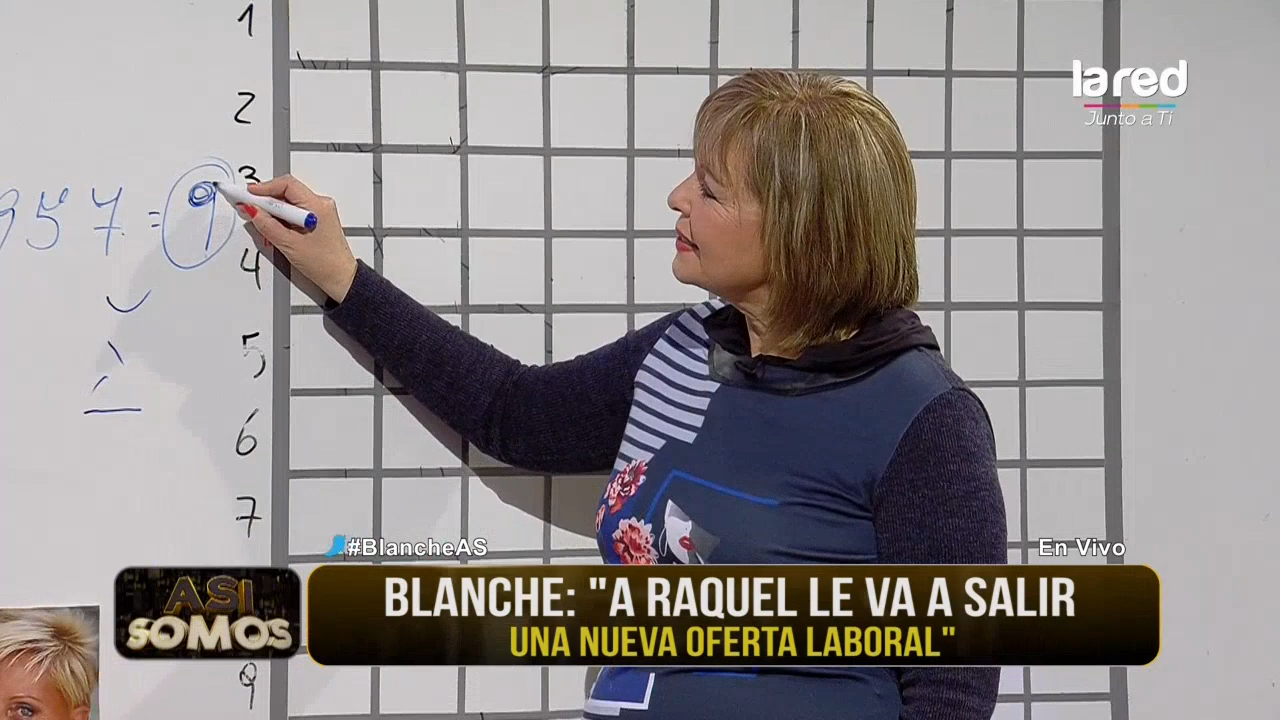 1
2
3
4
5
6
7
9
957 = 9
la red
Junto a Ti
#BlancheAS
En Vivo
ASI
SOMOS
BLANCHE: "A RAQUEL LE VA A SALIR
UNA NUEVA OFERTA LABORAL"